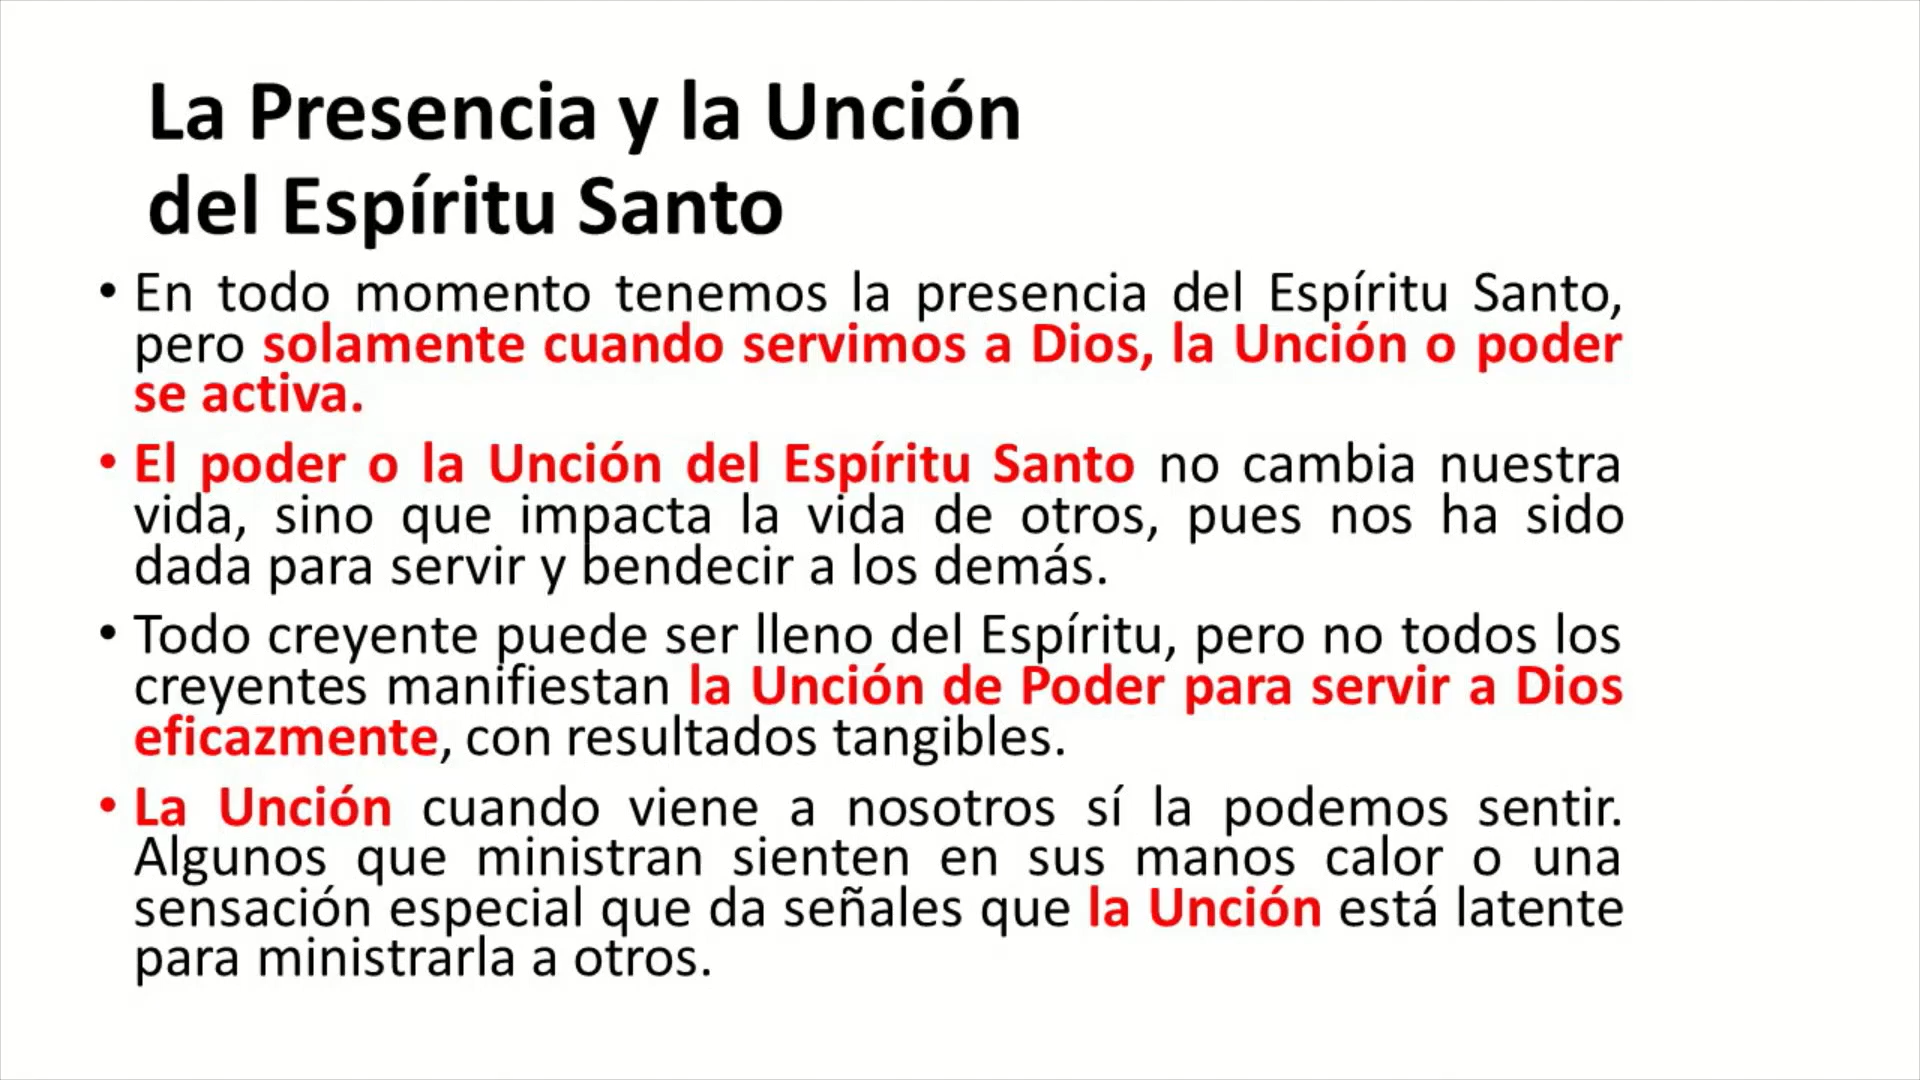 La Presencia y la Unción
del Espíritu Santo
• En todo momento tenemos la presencia del Espíritu Santo,
pero solamente cuando servimos a Dios, la Unción o poder
se activa.
• El poder o la Unción del Espíritu Santo no cambia nuestra
vida, sino que impacta la vida de otros, pues nos ha sido
dada para servir y bendecir a los demás.
• Todo creyente puede ser lleno del Espíritu, pero no todos los
creyentes manifiestan la Unción de Poder para servir a Dios
eficazmente, con resultados tangibles.
• La Unción cuando viene a nosotros sí la podemos sentir.
Algunos que ministran sienten en sus manos calor o una
sensación especial que da señales que la Unción está latente
para ministrarla a otros.